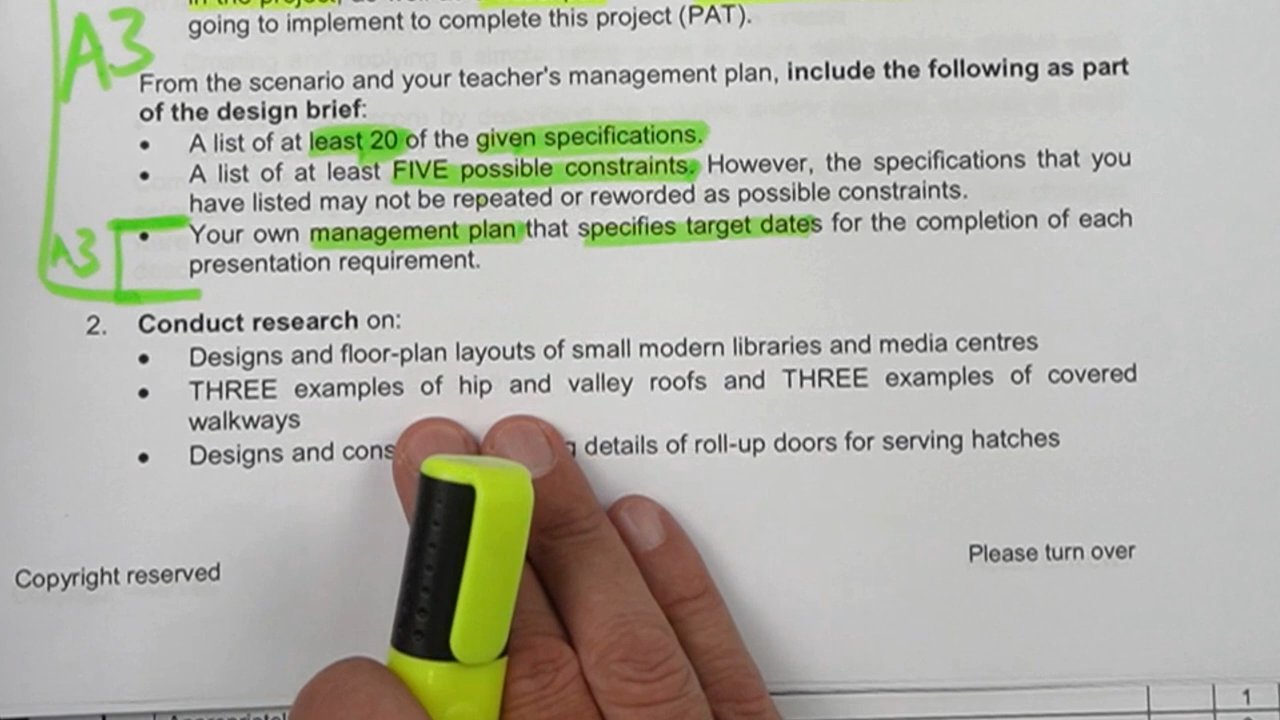 in the project, as well as
going to implement to complete this project (PAT).
A3
From the scenario and your teacher's management plan, include the following as part
of the design brief:
• A list of at least 20 of the given specifications.
• A list of at least FIVE possible constraints. However, the specifications that you
have listed may not be repeated or reworded as possible constraints.
A3
• Your own management plan that specifies target dates for the completion of each
presentation requirement.
2. Conduct research on:
• Designs and floor-plan layouts of small modern libraries and media centres
• THREE examples of hip and valley roofs and THREE examples of covered
walkways
• Designs and details of roll-up doors for serving hatches
Copyright reserved
Please turn over
1